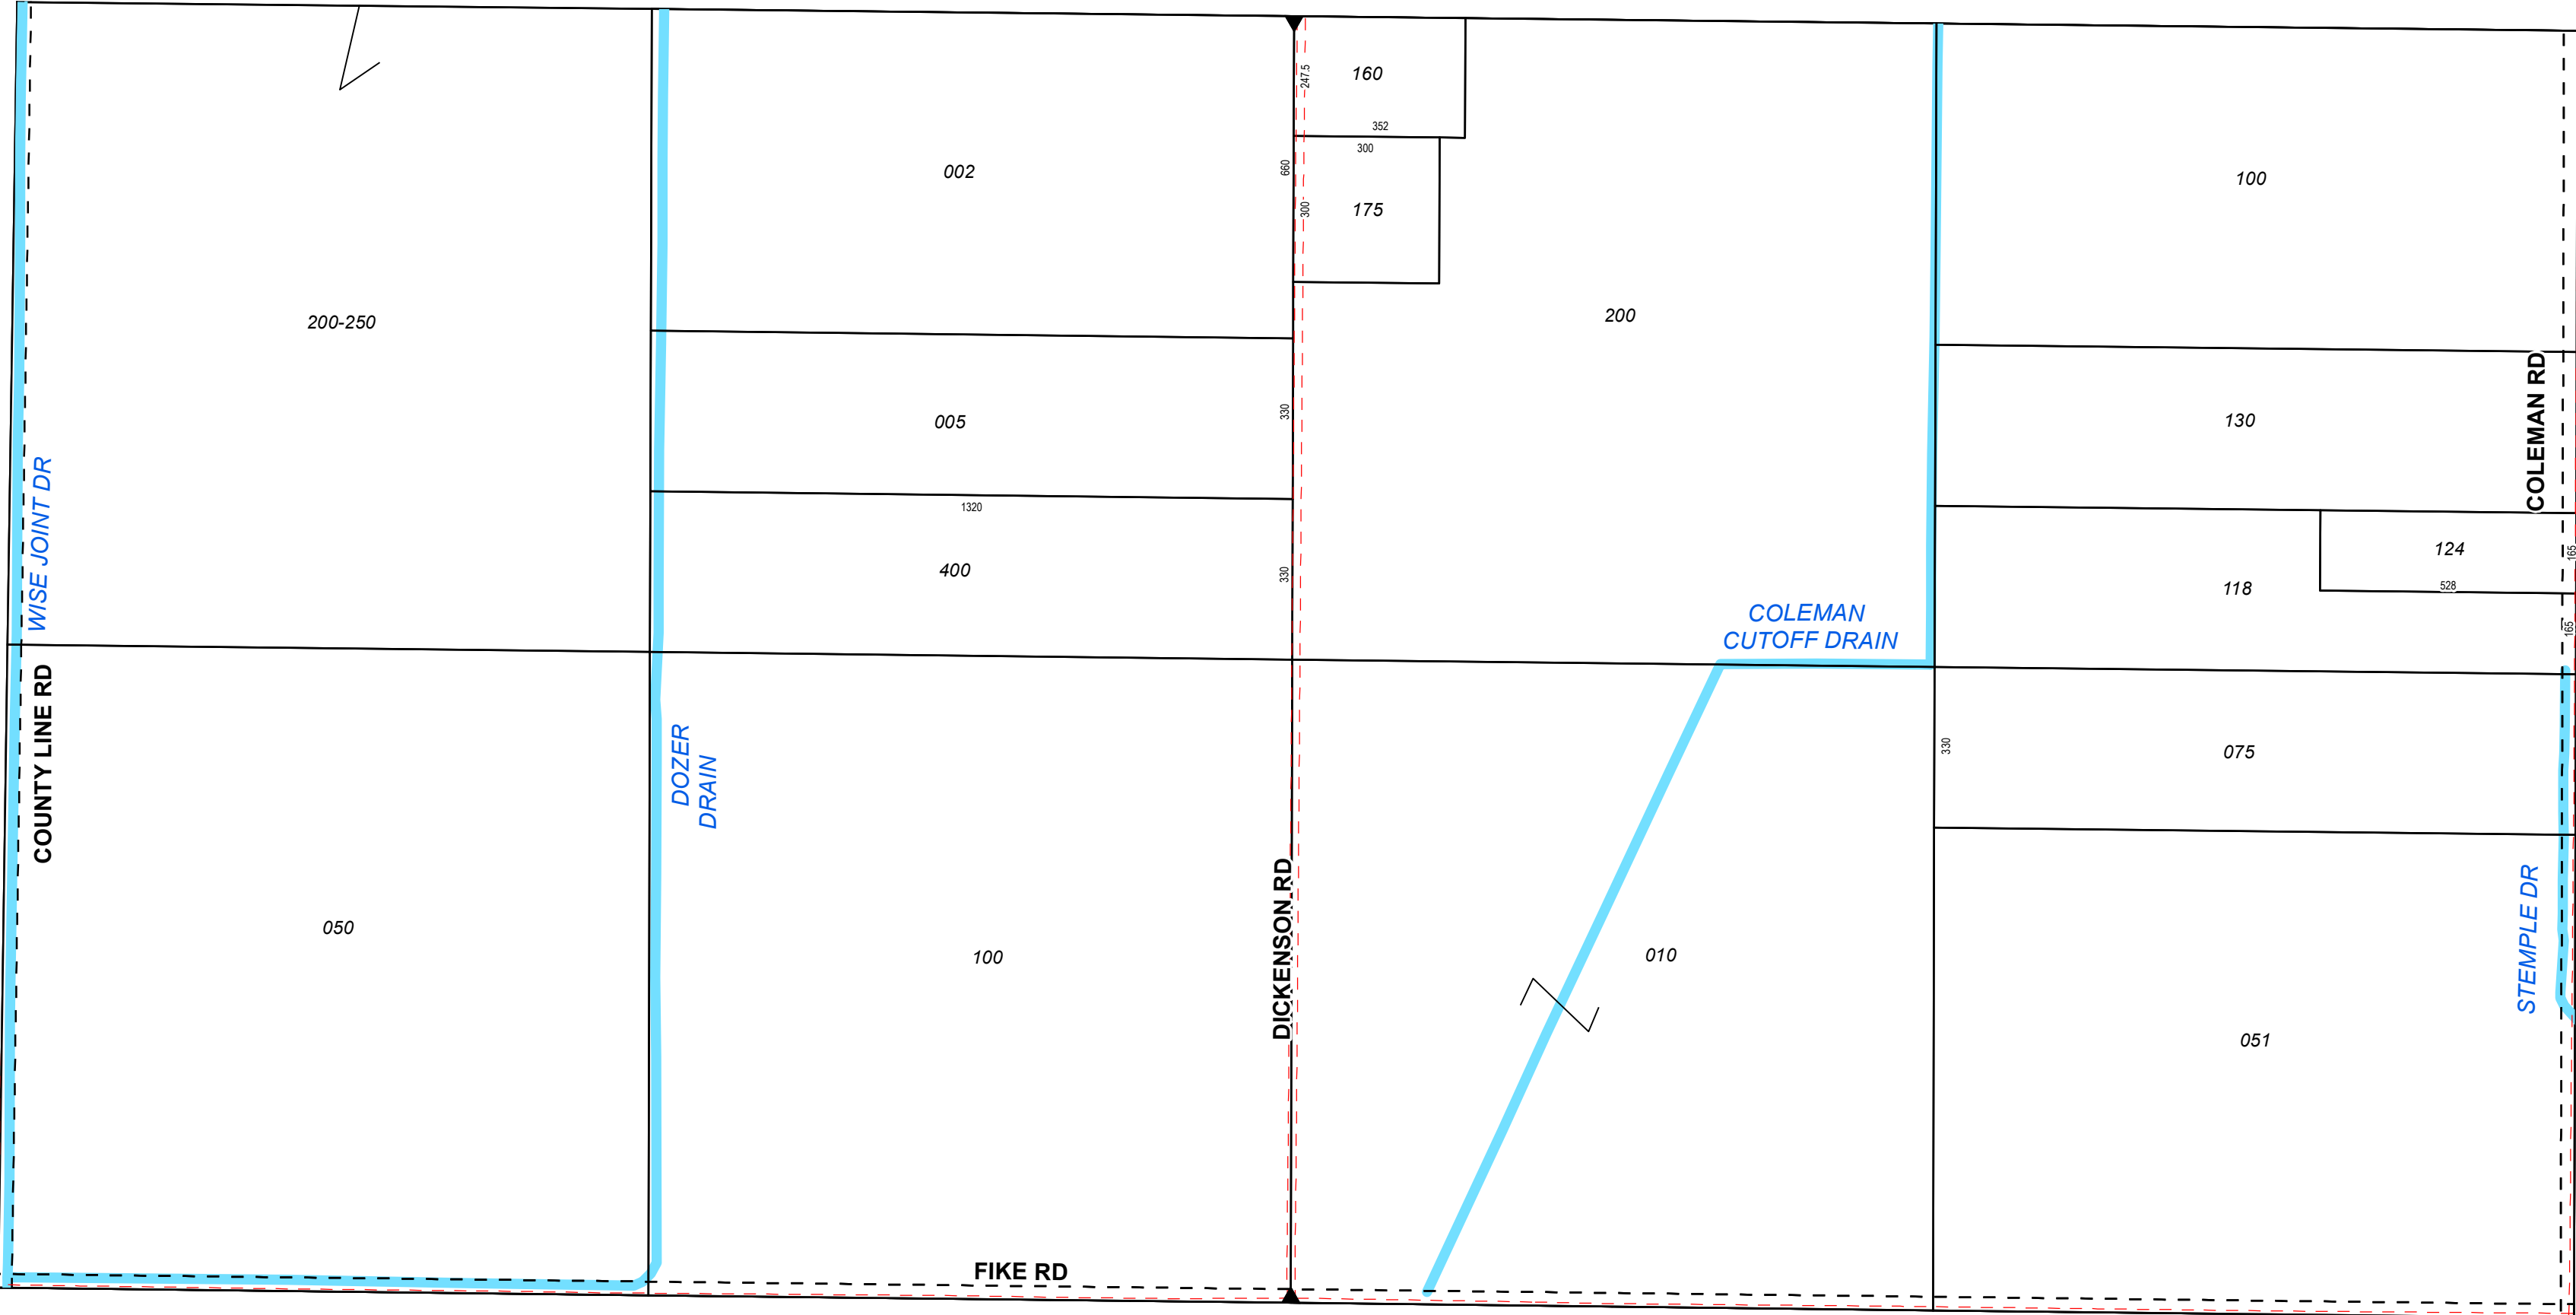 160
247.5
352
300
660
175
300
002
100
200-250
200
005
330
130
COLEMAN RD
1320
400
330
124
165
528
118
165
WISE JOINT DR
COLEMAN
CUTOFF DRAIN
COUNTY LINE RD
DOZER
DRAIN
330
075
050
100
DICKENSON RD
010
STEMPLE DR
051
FIKE RD